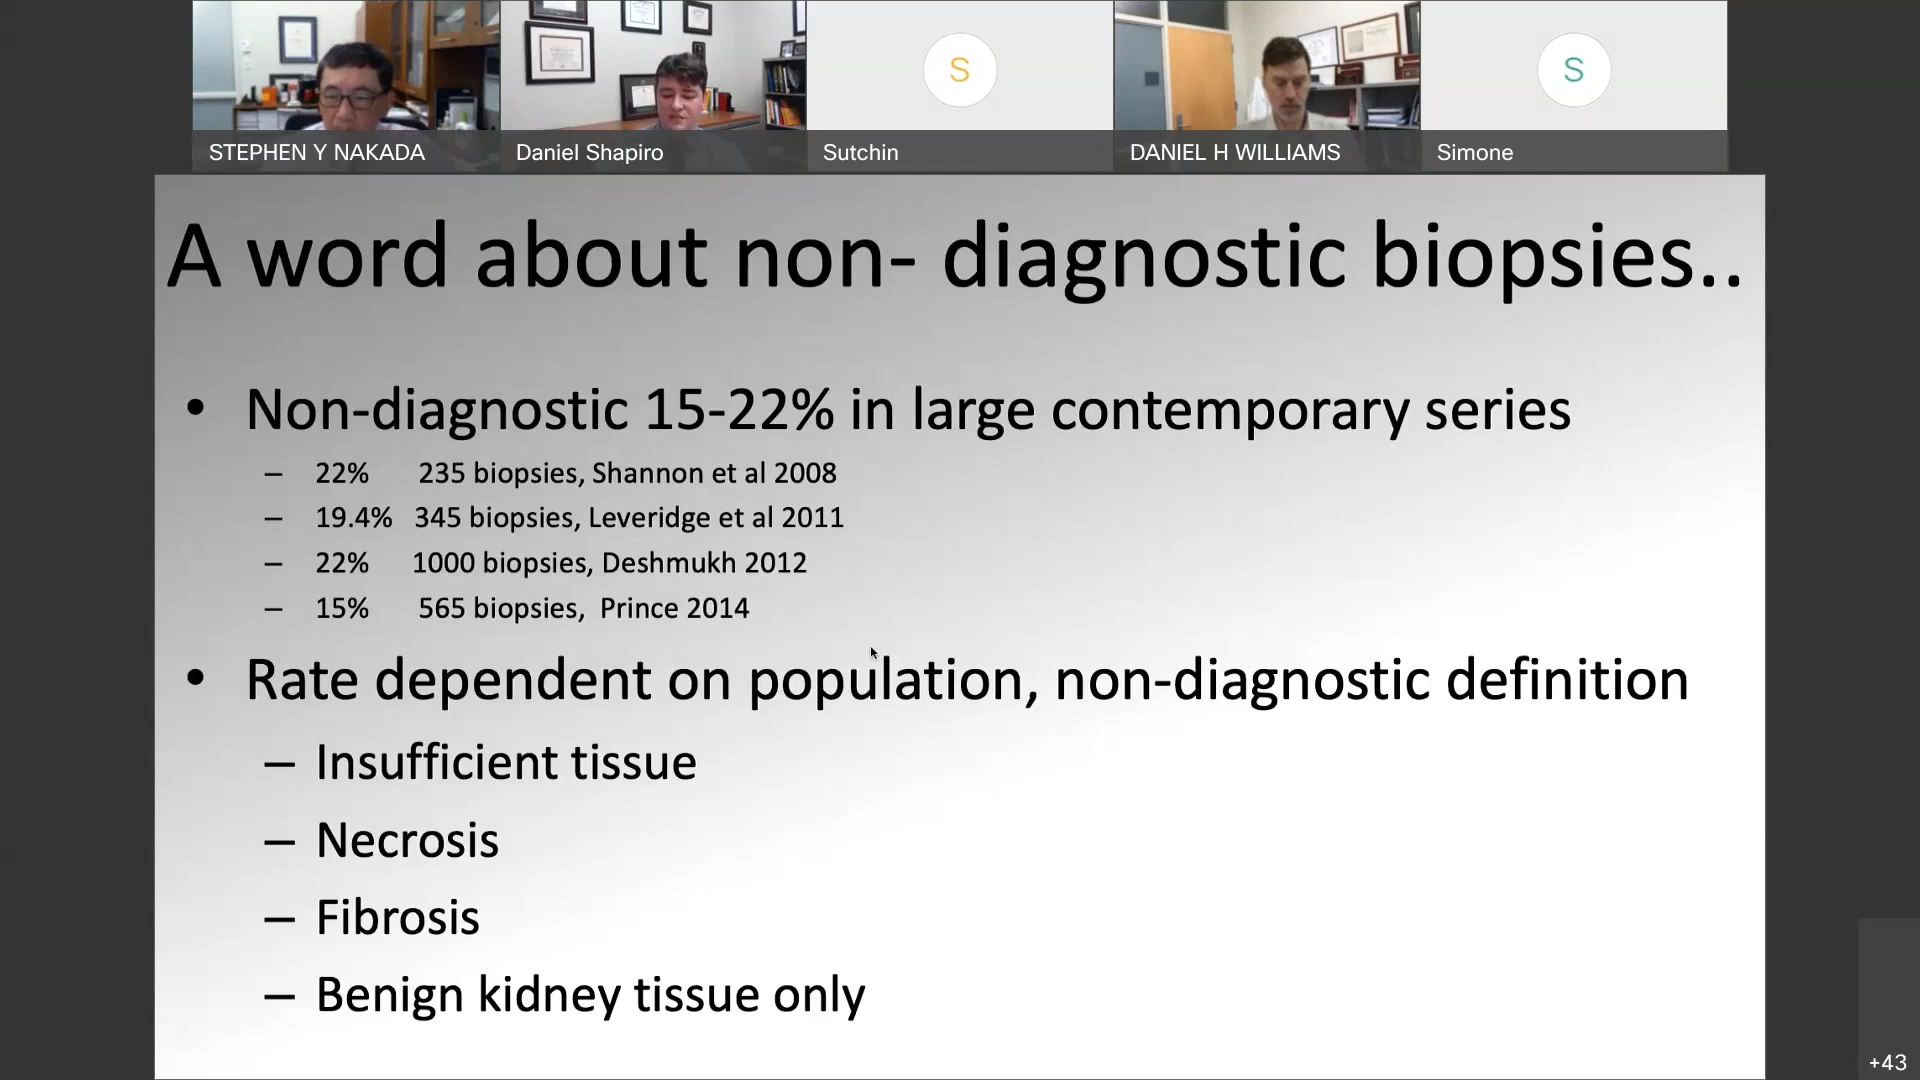 S
S
STEPHEN Y NAKADA
Daniel Shapiro
Sutchin
DANIEL H WILLIAMS
Simone
A word about non- diagnostic biopsies..
• Non-diagnostic 15-22% in large contemporary series
– 22% 235 biopsies, Shannon et al 2008
– 19.4% 345 biopsies, Leveridge et al 2011
– 22% 1000 biopsies, Deshmukh 2012
– 15% 565 biopsies, Prince 2014
• Rate dependent on population, non-diagnostic definition
– Insufficient tissue
– Necrosis
– Fibrosis
– Benign kidney tissue only
+43